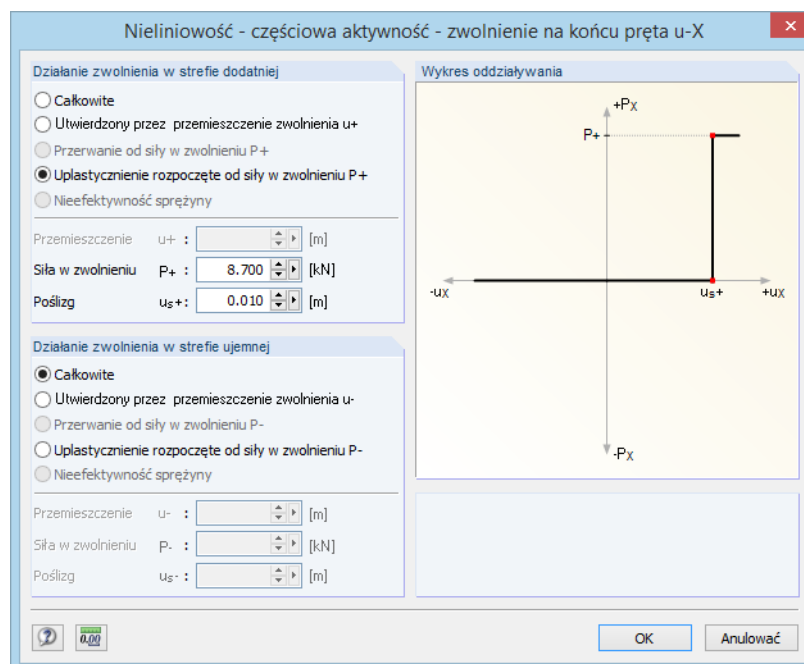 Nieliniowość - częściowa aktywność - zwolnienie na końcu pręta u-X
Działanie zwolnienia w strefie dodatniej
Całkowite
Utwierdzony przez przemieszczenie zwolnienia u+
Przerwanie od siły w zwolnieniu P+
Uplastycznienie rozpoczęte od siły w zwolnieniu P+
Nieefektywność sprężyny
Przemieszczenie u+ : [m]
Siła w zwolnieniu P+ : 8.700 [kN]
Poślizg us+: 0.010 [m]
Działanie zwolnienia w strefie ujemnej
Całkowite
Utwierdzony przez przemieszczenie zwolnienia u-
Przerwanie od siły w zwolnieniu P-
Uplastycznienie rozpoczęte od siły w zwolnieniu P-
Nieefektywność sprężyny
Przemieszczenie u- : [m]
Siła w zwolnieniu P- : [kN]
Poślizg us- : [m]
Wykres oddziaływania
+PX
P+
-uX
us+
+uX
-PX
0.00
OK
Anulować